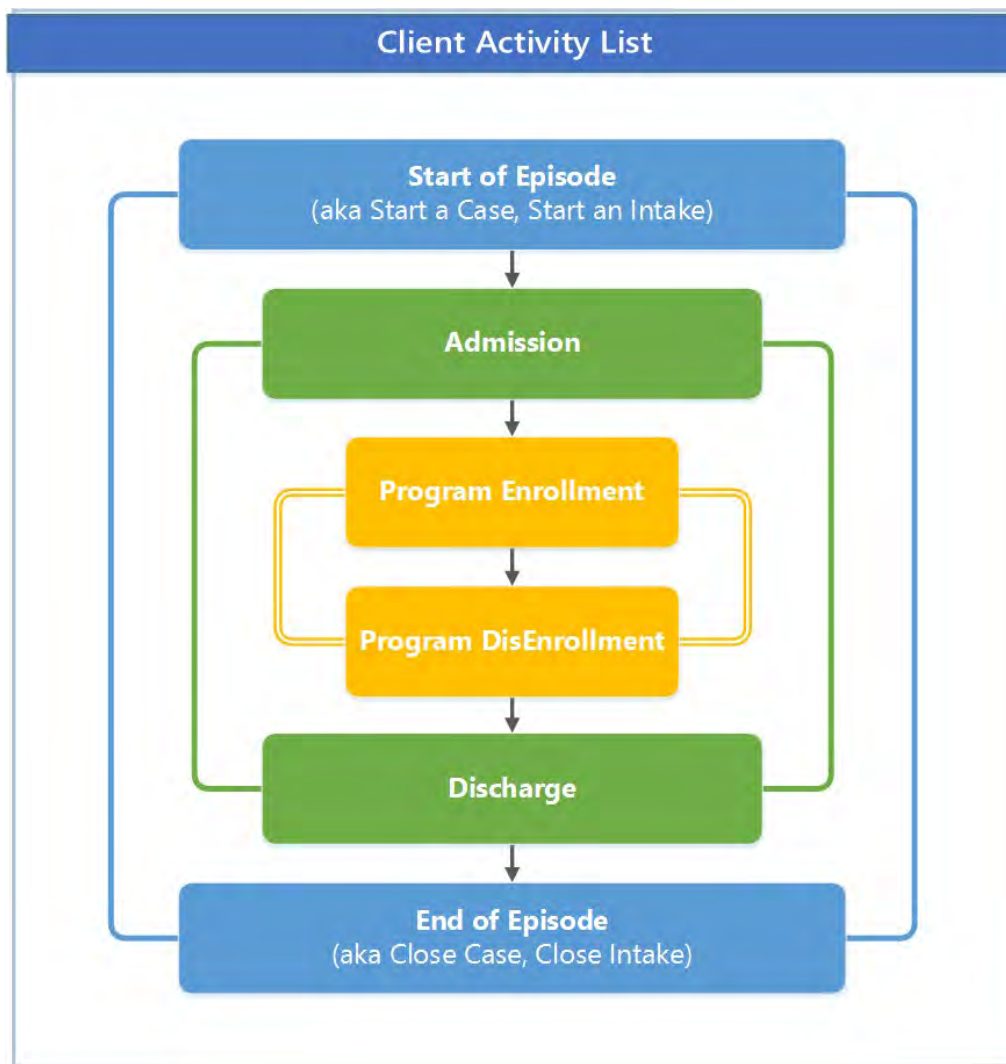 Client Activity List
Start of Episode
(aka Start a Case, Start an Intake)
Admission
Program Enrollment
Program DisEnrollment
Discharge
End of Episode
(aka Close Case, Close Intake)